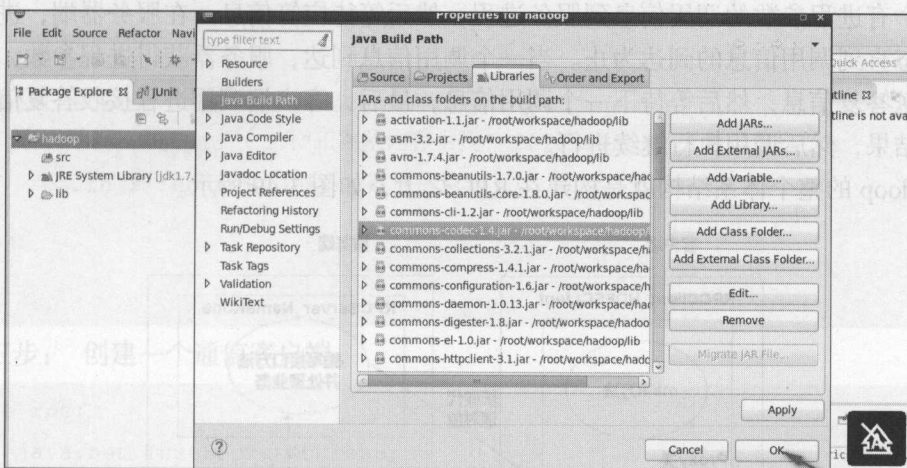 Properties for hadoop
File Edit Source Refactor Navi
type filter text
Java Build Path
Quick Access
Package Explore JUnit
Resource
Builders
Java Build Path
Java Code Style
Java Compiler
Java Editor
Javadoc Location
Project References
Refactoring History
Run/Debug Settings
Task Repository
Task Tags
Validation
WikiText
hadoop
src
JRE System Library [jdk1.7.
lib
Source Projects Libraries Order and Export
JARs and class folders on the build path:
activation-1.1.jar - /root/workspace/hadoop/lib
asm-3.2.jar - /root/workspace/hadoop/lib
avro-1.7.4.jar - /root/workspace/hadoop/lib
commons-beanutils-1.7.0.jar - /root/workspace/hac
commons-beanutils-core-1.8.0.jar - /root/workspac
commons-cli-1.2.jar - /root/workspace/hadoop/lib
commons-codec-1.4.jar - /root/workspace/hadoop/l
commons-collections-3.2.1.jar - /root/workspace/ha
commons-compress-1.4.1.jar - /root/workspace/ha
commons-configuration-1.6.jar - /root/workspace/h
commons-daemon-1.0.13.jar - /root/workspace/hac
commons-digester-1.8.jar - /root/workspace/hadoo
commons-el-1.0.jar - /root/workspace/hadoop/lib
commons-httpclient-3.1.jar - /root/workspace/hadc
Add JARs...
Add External JARs...
Add Variable...
Add Library...
Add Class Folder...
Add External Class Folder...
Edit...
Remove
Migrate JAR File...
Apply
Cancel
OK
utline
tline is not ava